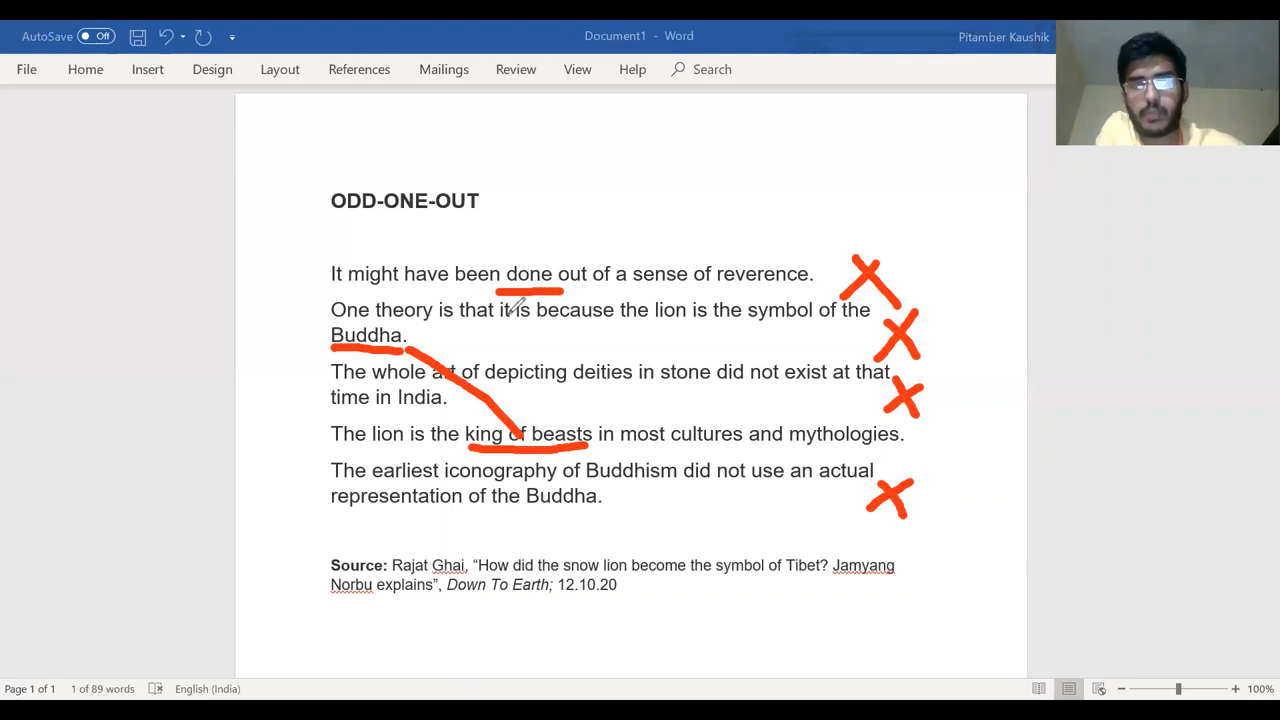 AutoSave Off Document1 - Word Pitamber Kaushik
File Home Insert Design Layout References Mailings Review View Help Search
ODD-ONE-OUT
It might have been done out of a sense of reverence.
One theory is that it is because the lion is the symbol of the
Buddha.
The whole art of depicting deities in stone did not exist at that
time in India.
The lion is the king of beasts in most cultures and mythologies.
The earliest iconography of Buddhism did not use an actual
representation of the Buddha.
Source: Rajat Ghai, “How did the snow lion become the symbol of Tibet? Jamyang
Norbu explains”, Down To Earth; 12.10.20
Page 1 of 1 1 of 89 words English (India) 100%